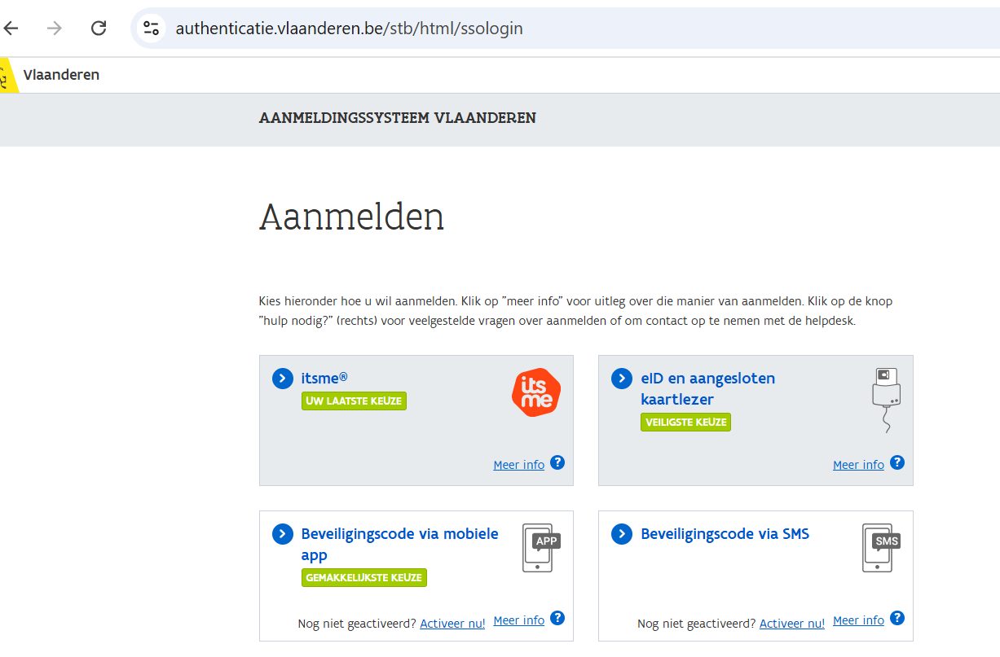 authenticatie.vlaanderen.be/stb/html/ssologin
Vlaanderen
AANMELDINGSSYSTEEM VLAANDEREN
Aanmelden
Kies hieronder hoe u wil aanmelden. Klik op "meer info" voor uitleg over die manier van aanmelden. Klik op de knop
"hulp nodig?" (rechts) voor veelgestelde vragen over aanmelden of om contact op te nemen met de helpdesk.
itsme®
UW LAATSTE KEUZE
its
me
Meer info ?
eID en aangesloten
kaartlezer
VEILIGSTE KEUZE
Meer info ?
Beveiligingscode via mobiele
app
GEMAKKELIJKSTE KEUZE
APP
Nog niet geactiveerd? Activeer nu! Meer info ?
Beveiligingscode via SMS
SMS
Nog niet geactiveerd? Activeer nu! Meer info ?